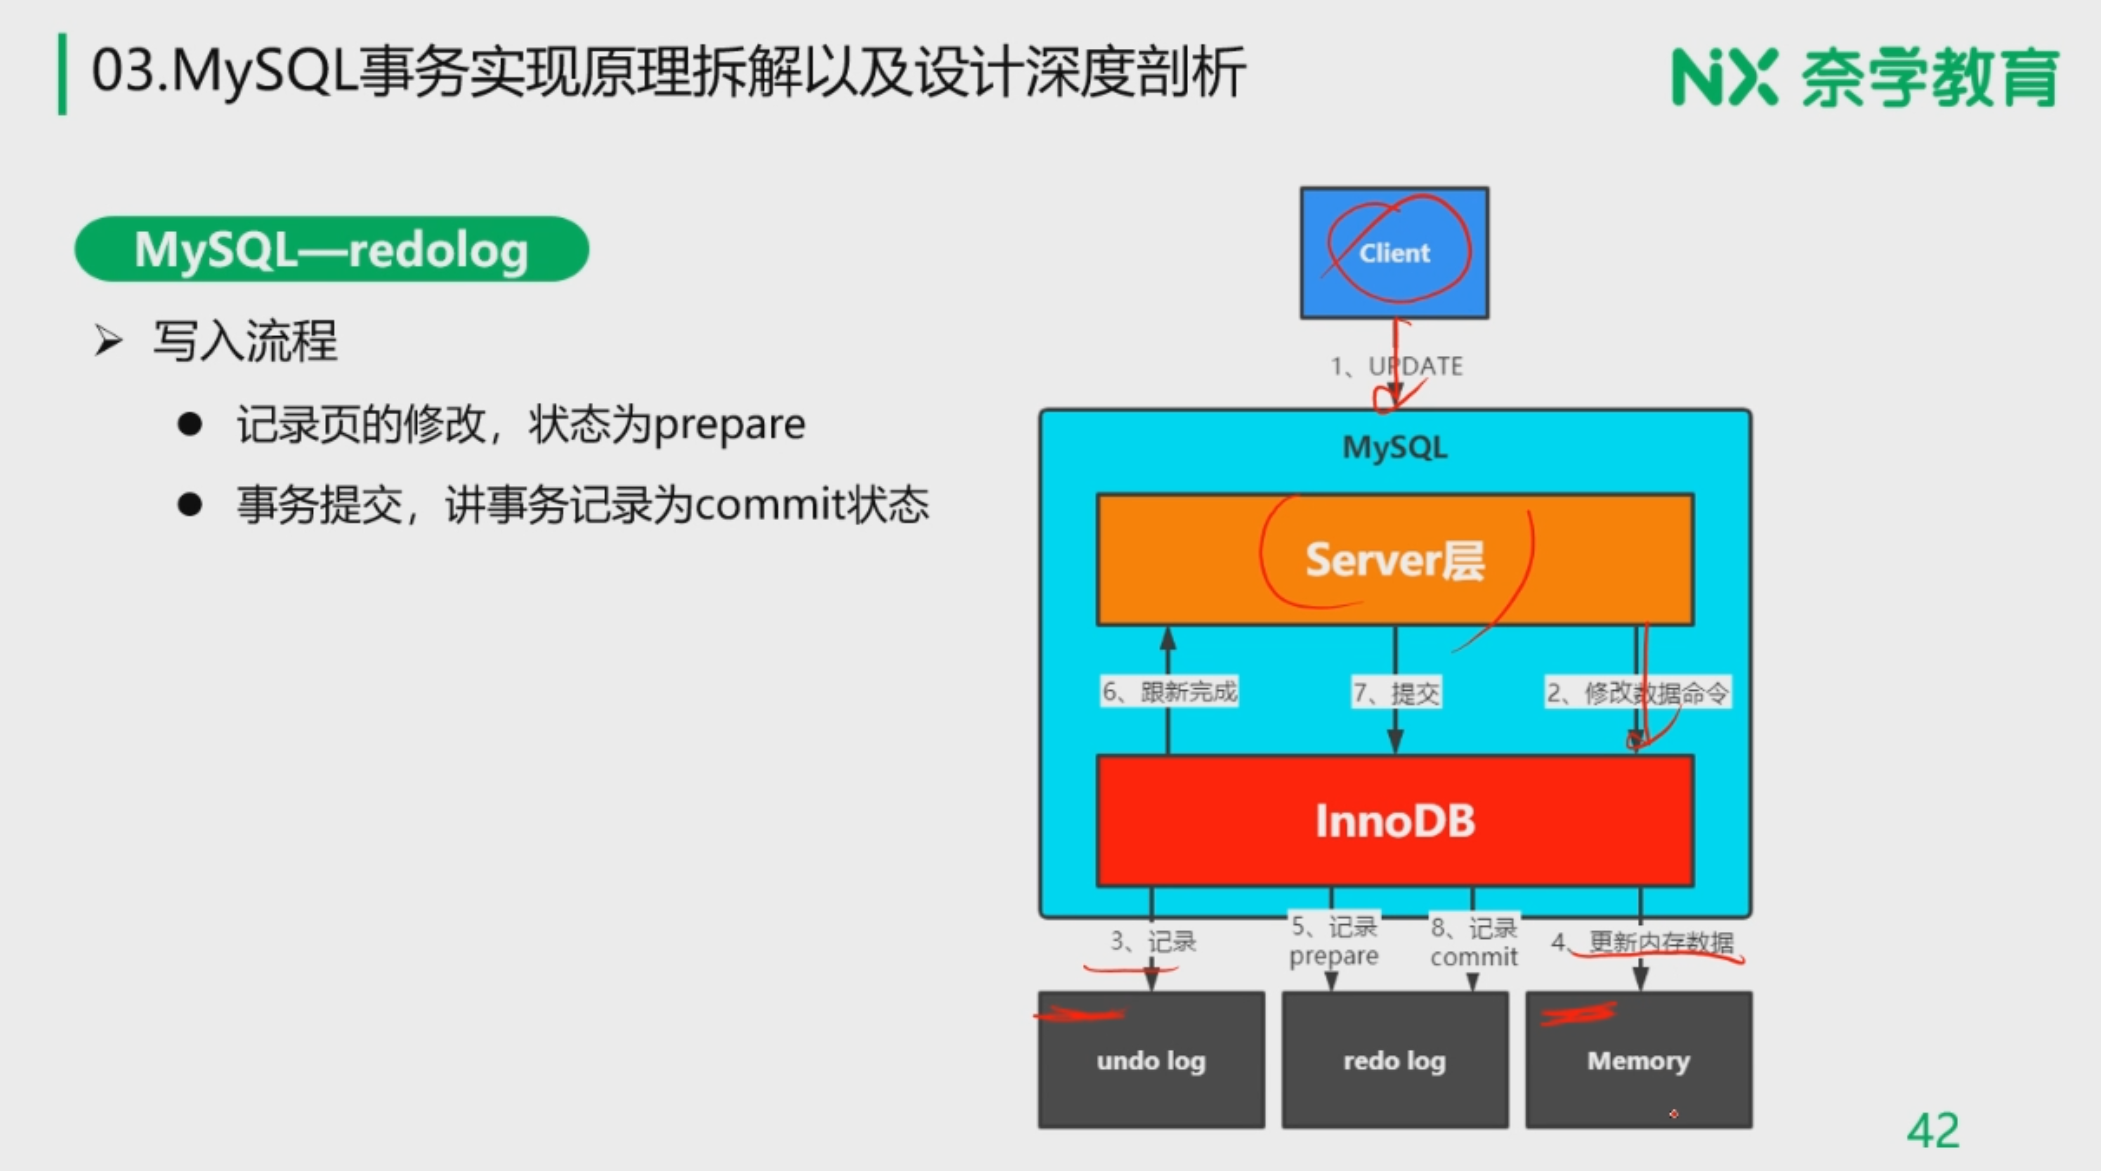 03.MySQL事务实现原理拆解以及设计深度剖析
NX 奈学教育
MySQL—redolog
写入流程
记录页的修改，状态为prepare
事务提交，讲事务记录为commit状态
Client
1、UPDATE
MySQL
Server层
6、跟新完成
7、提交
2、修改数据命令
InnoDB
3、记录
5、记录
prepare
8、记录
commit
4、更新内存数据
undo log
redo log
Memory
42